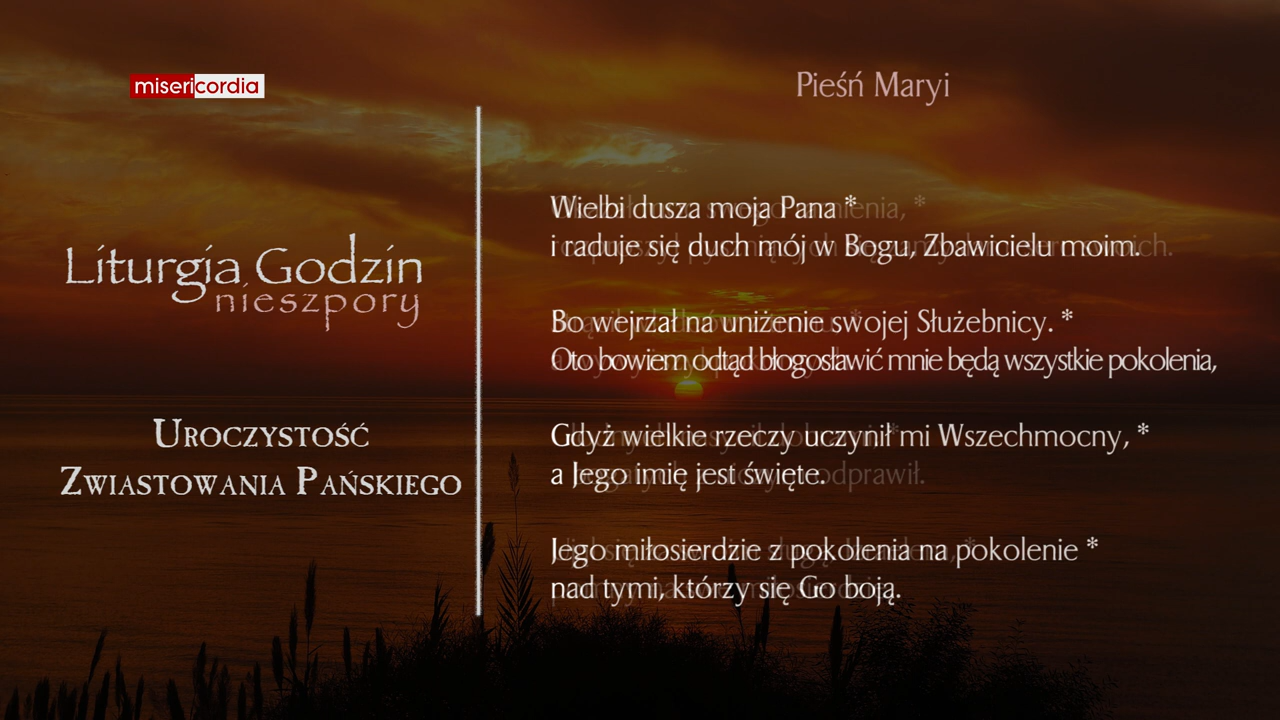 misericordia
Pieśń Maryi
Liturgia Godzin
nieszpory
Uroczystość
Zwiastowania Pańskiego
Wielbi dusza moja Pana *
i raduje się duch mój w Bogu, Zbawicielu moim.
Bo wejrzał na uniżenie swojej Służebnicy. *
Oto bowiem odtąd błogosławić mnie będą wszystkie pokolenia,
Gdyż wielkie rzeczy uczynił mi Wszechmocny, *
a Jego imię jest święte.
Jego miłosierdzie z pokolenia na pokolenie *
nad tymi, którzy się Go boją.